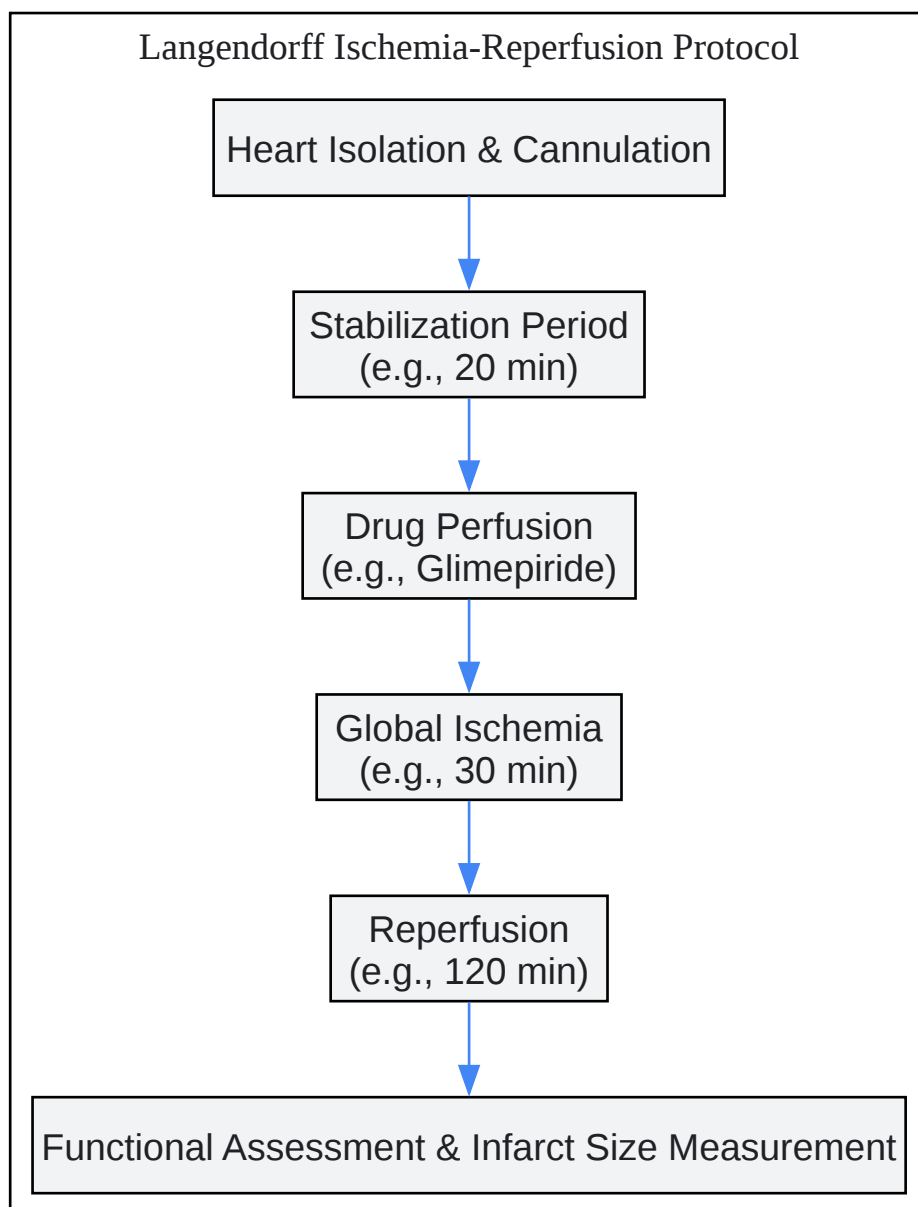 Langendorff Ischemia-Reperfusion Protocol
Heart Isolation & Cannulation
Stabilization Period
(e.g., 20 min)
Drug Perfusion
(e.g., Glimepiride)
Global Ischemia
(e.g., 30 min)
Reperfusion
(e.g., 120 min)
Functional Assessment & Infarct Size Measurement